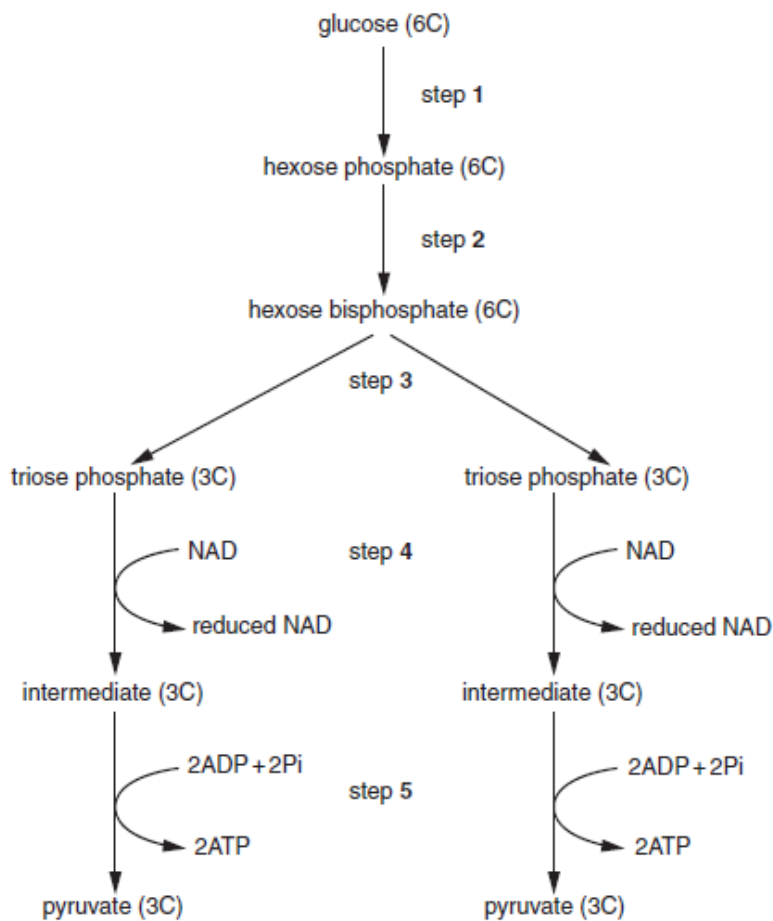 glucose (6C)
step 1
hexose phosphate (6C)
step 2
hexose bisphosphate (6C)
step 3
triose phosphate (3C) triose phosphate (3C)
NAD step 4 NAD
reduced NAD reduced NAD
intermediate (3C) intermediate (3C)
2ADP + 2Pi step 5 2ADP + 2Pi
2ATP 2ATP
pyruvate (3C) pyruvate (3C)